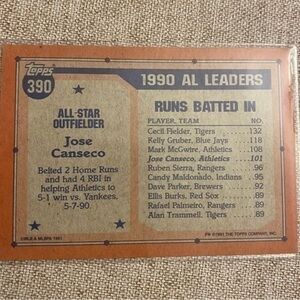 Topps
390
1990 AL LEADERS
ALL-STAR
OUTFIELDER
Jose
Canseco
Belted 2 Home Runs
and had 4 RBI in
helping Athletics to
5-1 win vs. Yankees,
5-7-90.
RUNS BATTED IN
PLAYER, TEAM NO.
Cecil Fielder, Tigers 132
Kelly Gruber, Blue Jays 118
Mark McGwire, Athletics 108
Jose Canseco, Athletics 101
Ruben Sierra, Rangers 96
Candy Maldonado, Indians 95
Dave Parker, Brewers 92
Ellis Burks, Red Sox 89
Rafael Palmeiro, Rangers 89
Alan Trammell, Tigers 89
©MLB & MLBPA 1991
©1991 THE TOPPS COMPANY, INC.